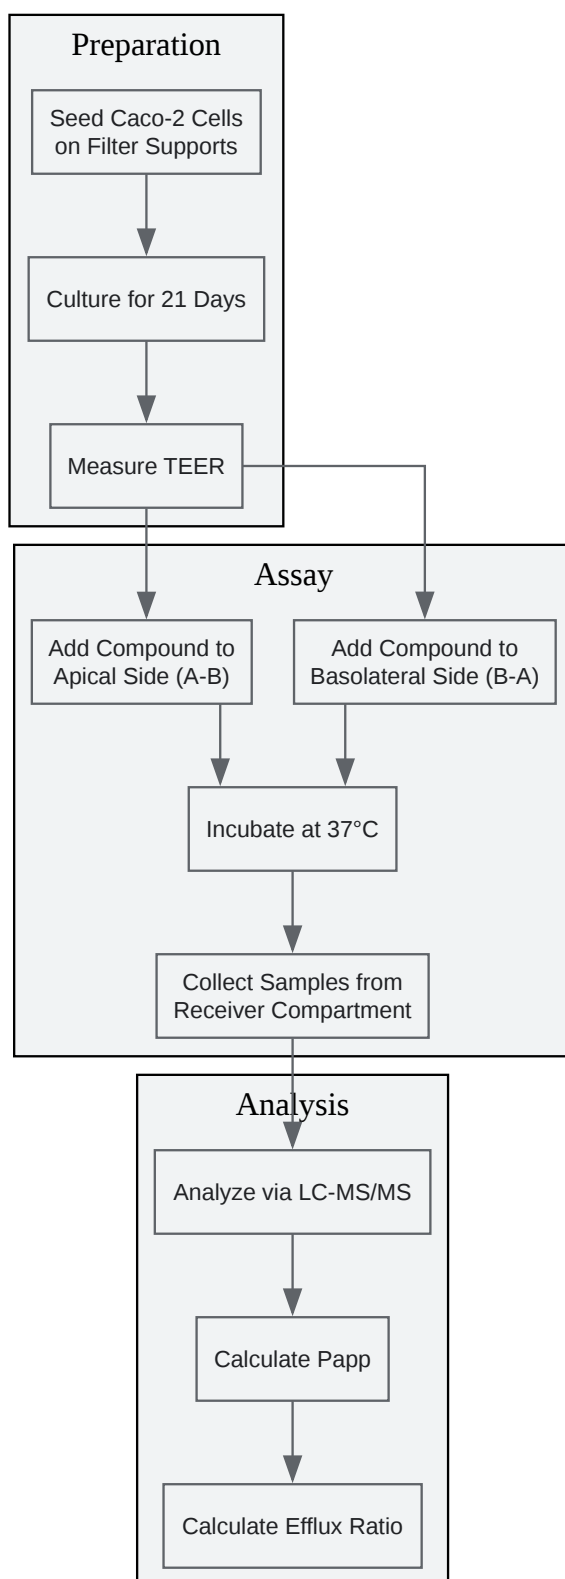 Preparation
Seed Caco-2 Cells
on Filter Supports
Culture for 21 Days
Measure TEER
Assay
Add Compound to
Apical Side (A-B)
Add Compound to
Basolateral Side (B-A)
Incubate at 37°C
Collect Samples from
Receiver Compartment
Analysis
Analyze via LC-MS/MS
Calculate Papp
Calculate Efflux Ratio